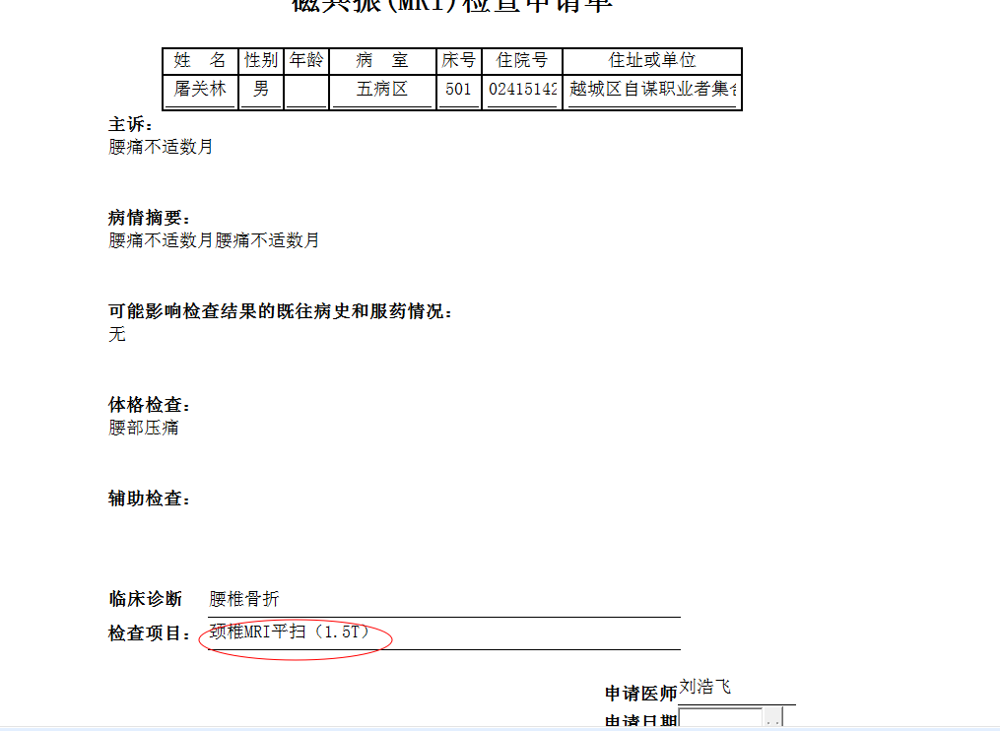 磁共振(MRI)检查申请单
姓 名 性别 年龄 病 室 床号 住院号 住址或单位
屠关林 男 五病区 501 02415142 越城区自谋职业者集合
主诉:
腰痛不适数月
病情摘要:
腰痛不适数月腰痛不适数月
可能影响检查结果的既往病史和服药情况:
无
体格检查:
腰部压痛
辅助检查:
临床诊断 腰椎骨折
检查项目: 颈椎MRI平扫（1.5T）
申请医师 刘浩飞
申请日期 ..